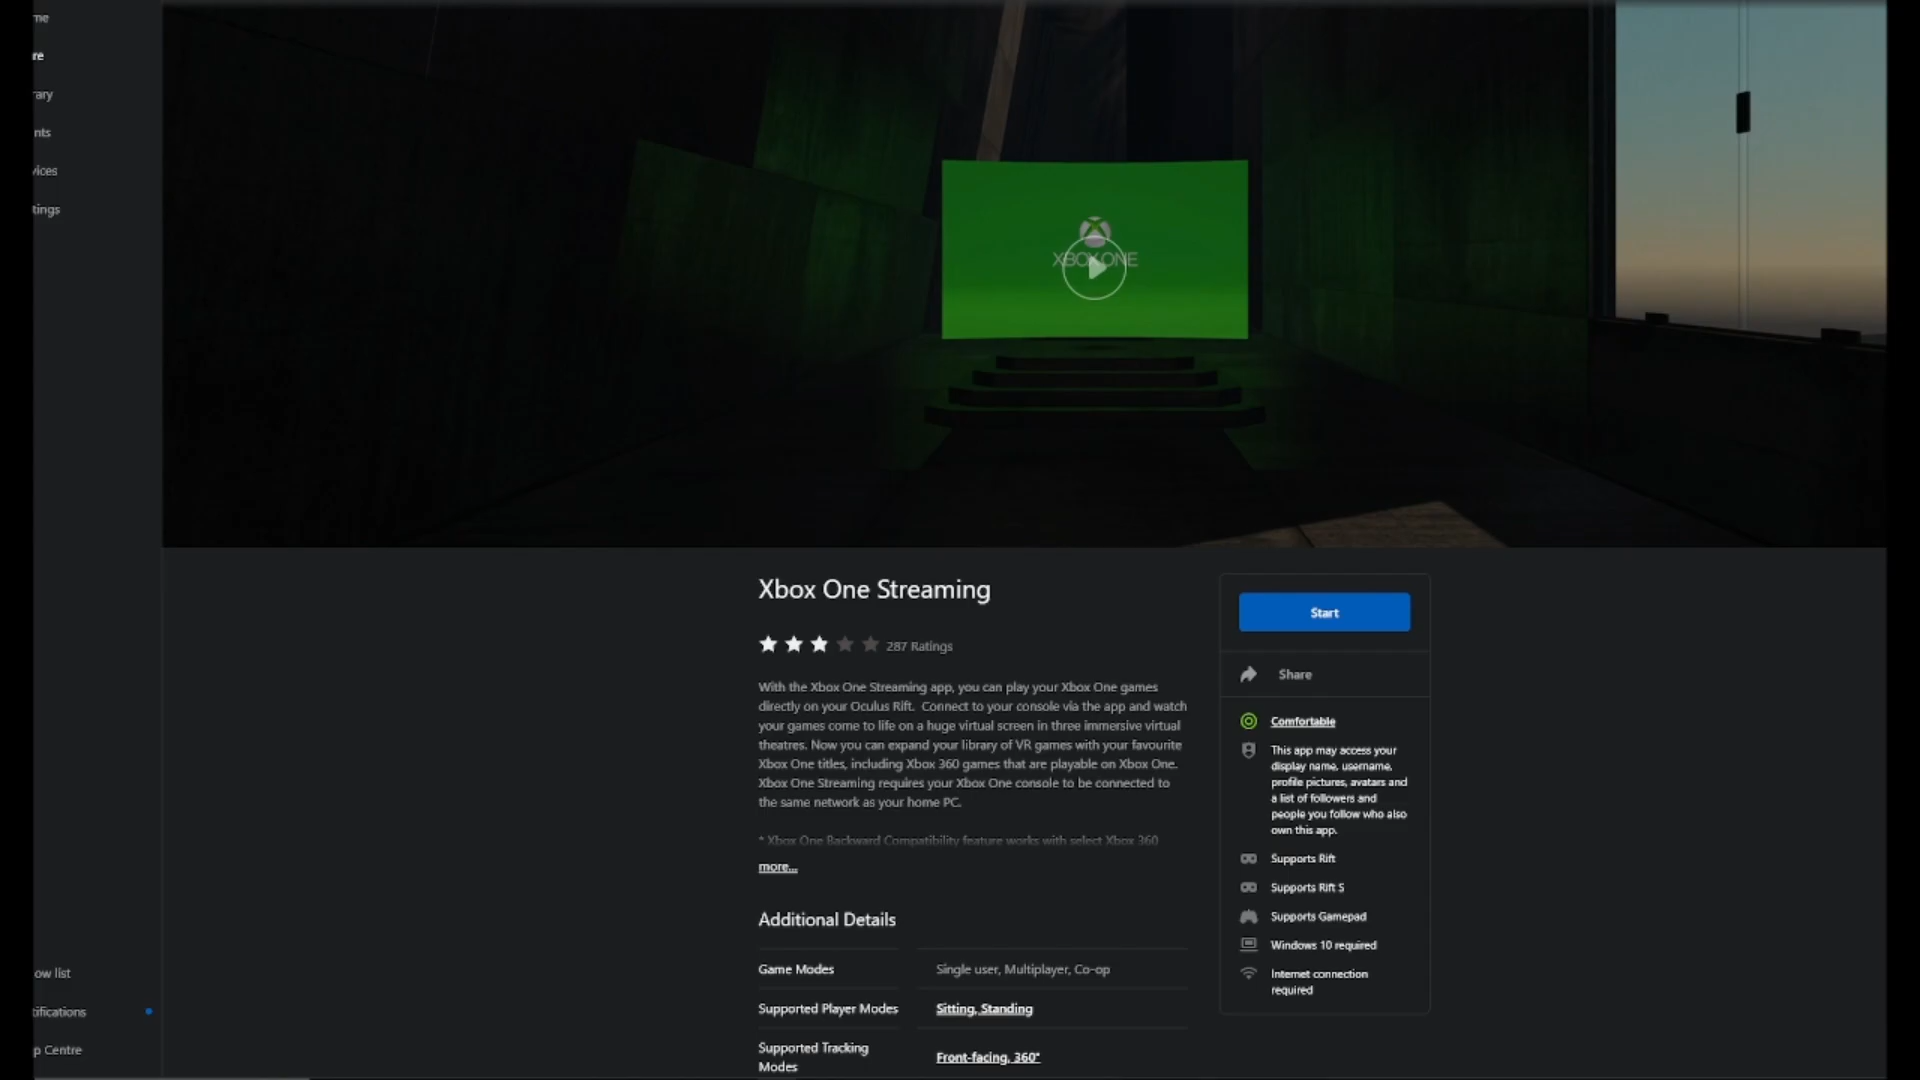 me
re
rary
nts
vices
tings
XBOX ONE
Xbox One Streaming
287 Ratings
With the Xbox One Streaming app, you can play your Xbox One games
directly on your Oculus Rift. Connect to your console via the app and watch
your games come to life on a huge virtual screen in three immersive virtual
theatres. Now you can expand your library of VR games with your favourite
Xbox One titles, including Xbox 360 games that are playable on Xbox One.
Xbox One Streaming requires your Xbox One console to be connected to
the same network as your home PC.
* Xbox One Backward Compatibility feature works with select Xbox 360
more...
Additional Details
Game Modes
Single user, Multiplayer, Co-op
Supported Player Modes
Sitting, Standing
Supported Tracking
Modes
Front-facing, 360°
Start
Share
Comfortable
This app may access your
display name, username,
profile pictures, avatars and
a list of followers and
people you follow who also
own this app.
Supports Rift
Supports Rift S
Supports Gamepad
Windows 10 required
Internet connection
required
ow list
tifications
p Centre